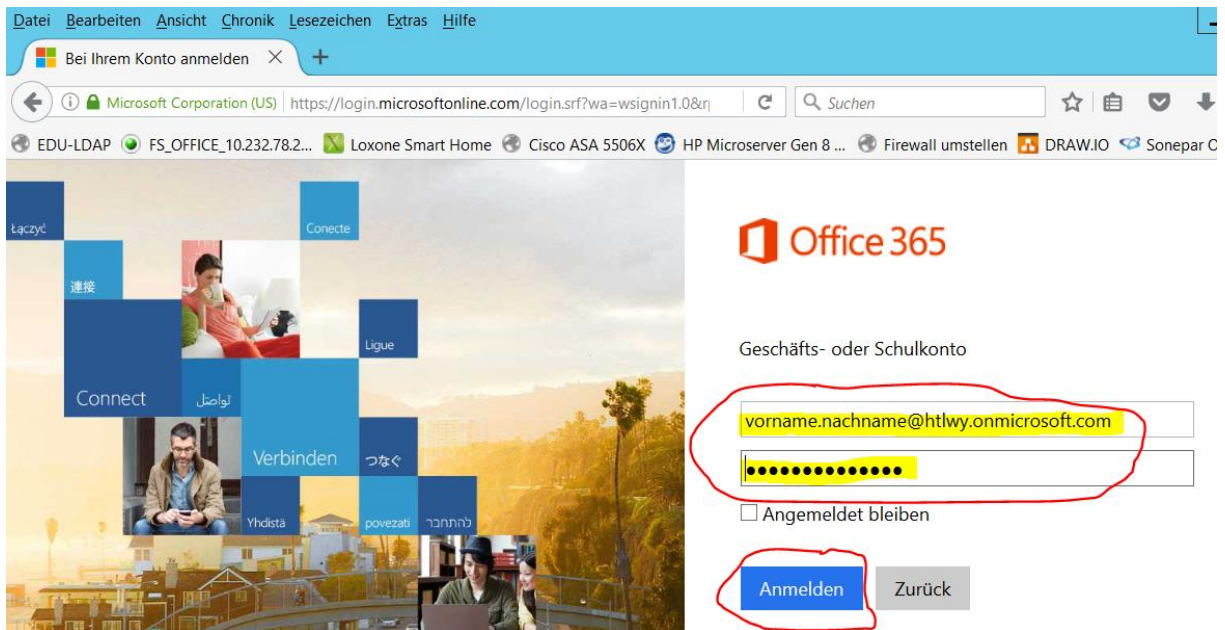 Datei Bearbeiten Ansicht Chronik Lesezeichen Extras Hilfe
Bei Ihrem Konto anmelden
Microsoft Corporation (US) https://login.microsoftonline.com/login.srf?wa=wsignin1.0&r
Suchen
EDU-LDAP FS_OFFICE_10.232.78.2... Loxone Smart Home Cisco ASA 5506X HP Microserver Gen 8 ... Firewall umstellen DRAW.IO Sonepar
Łączyć
Conecte
連接
Ligue
Connect
تواصل
Verbinden
つなぐ
Yhdistä
povezati
להתחבר
Office 365
Geschäfts- oder Schulkonto
vorname.nachname@htlwy.onmicrosoft.com
●●●●●●●●●●●●●●
Angemeldet bleiben
Anmelden
Zurück